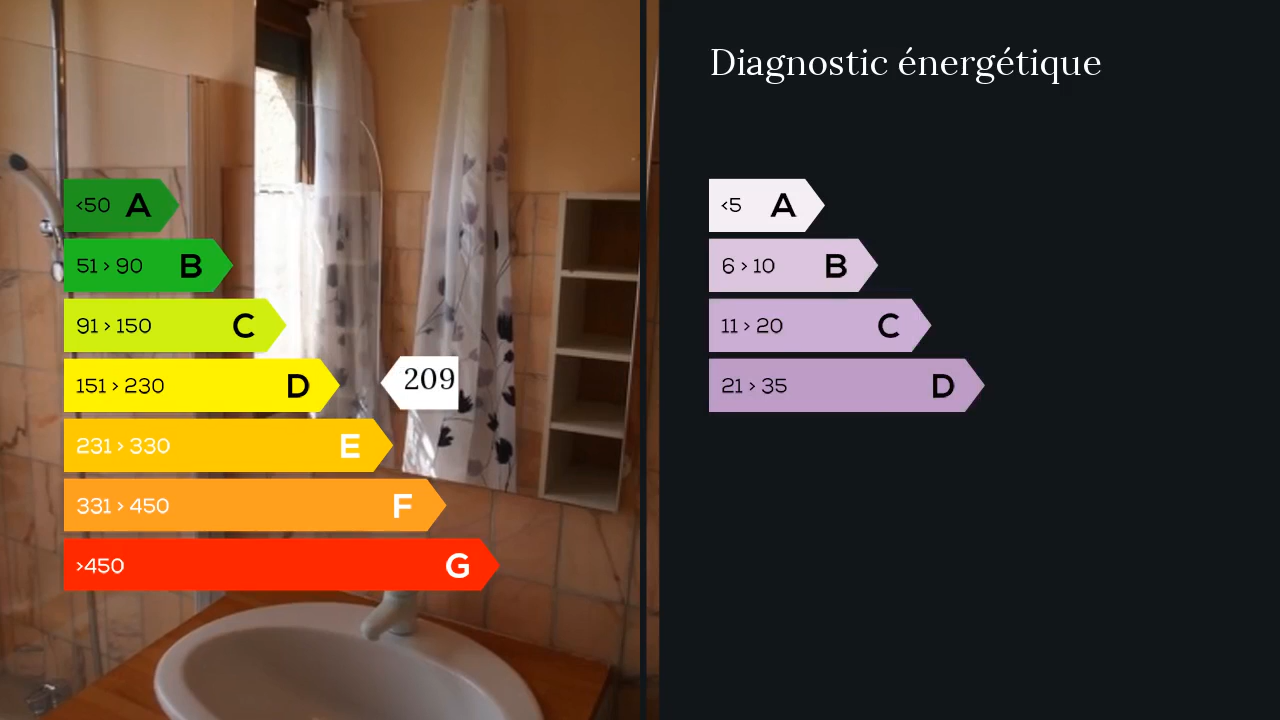 Diagnostic énergétique
<50 A
51 > 90 B
91 > 150 C
151 > 230 D
209
231 > 330 E
331 > 450 F
>450 G
<5 A
6 > 10 B
11 > 20 C
21 > 35 D